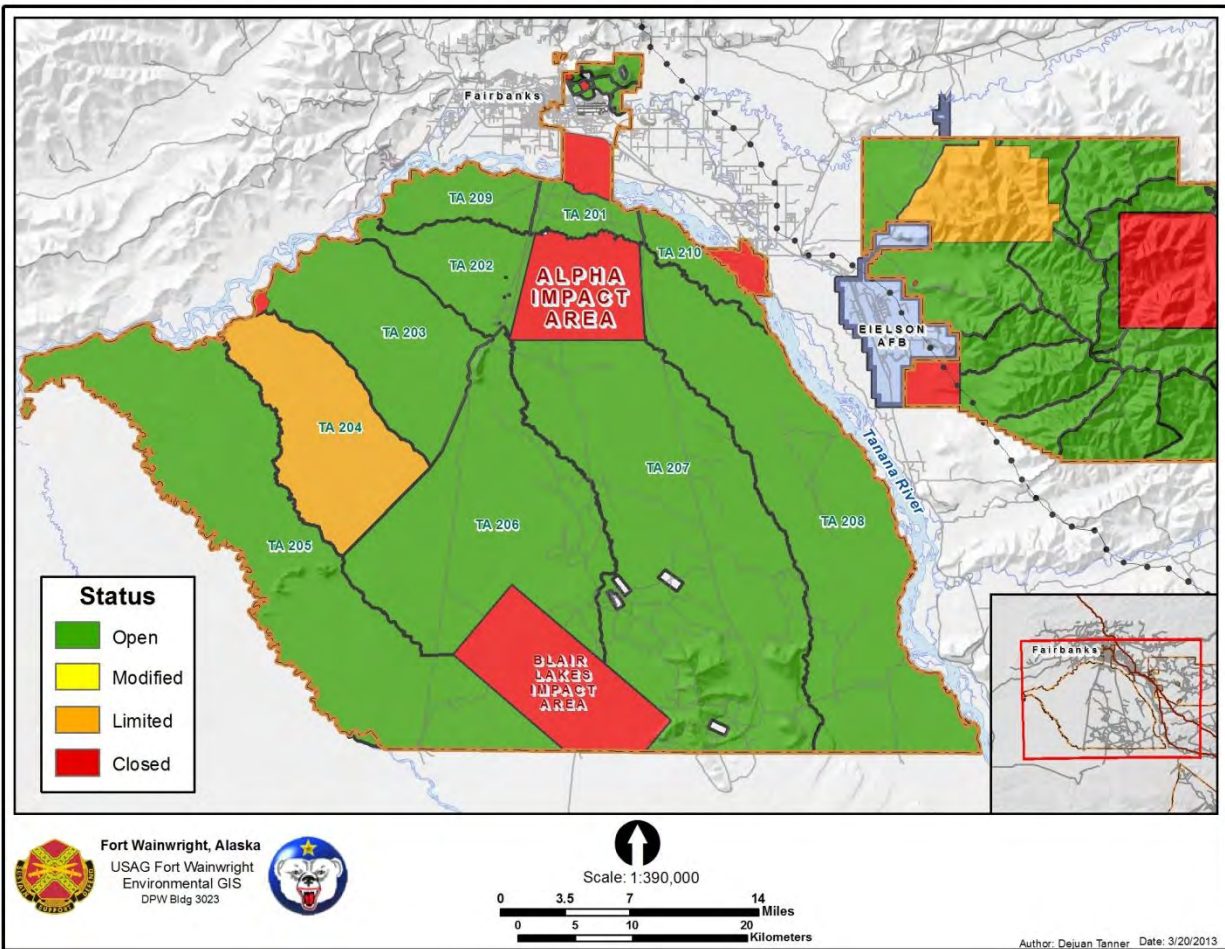 Fairbanks
TA 209
TA 201
TA 210
TA 202
ALPHA
IMPACT
AREA
TA 203
EIELSON
AFB
TA 204
TA 207
Tanana River
TA 206
TA 208
TA 205
BLAIR
LAKES
IMPACT
AREA
Status
Open
Modified
Limited
Closed
Fairbanks
Fort Wainwright, Alaska
USAG Fort Wainwright
Environmental GIS
DPW Bldg 3023
SUPPORT
Scale: 1:390,000
0 3.5 7 14
Miles
0 5 10 20
Kilometers
Author: Dejuan Tanner Date: 3/20/2013